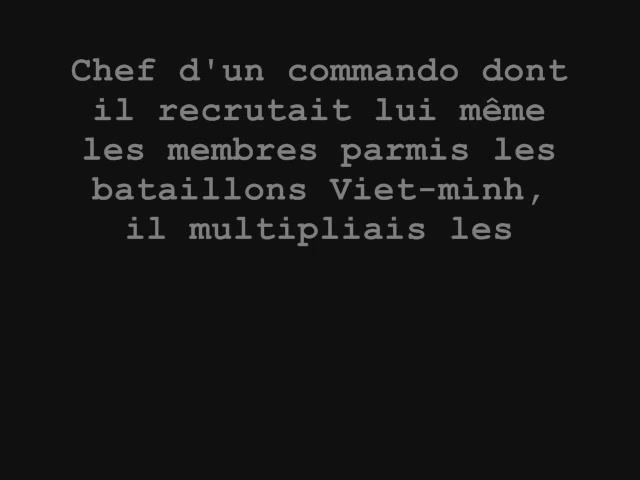 Chef d'un commando dont
il recrutait lui même
les membres parmis les
bataillons Viet-minh,
il multipliais les